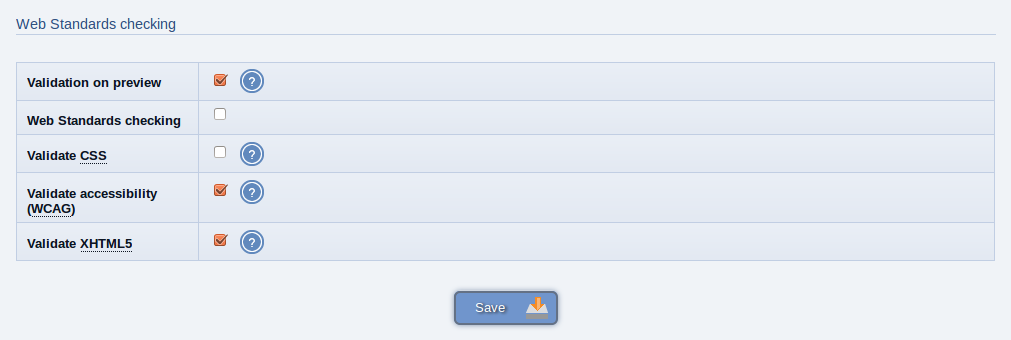 Web Standards checking
Validation on preview ?
Web Standards checking
Validate CSS ?
Validate accessibility ?
(WCAG)
Validate XHTML5 ?
Save